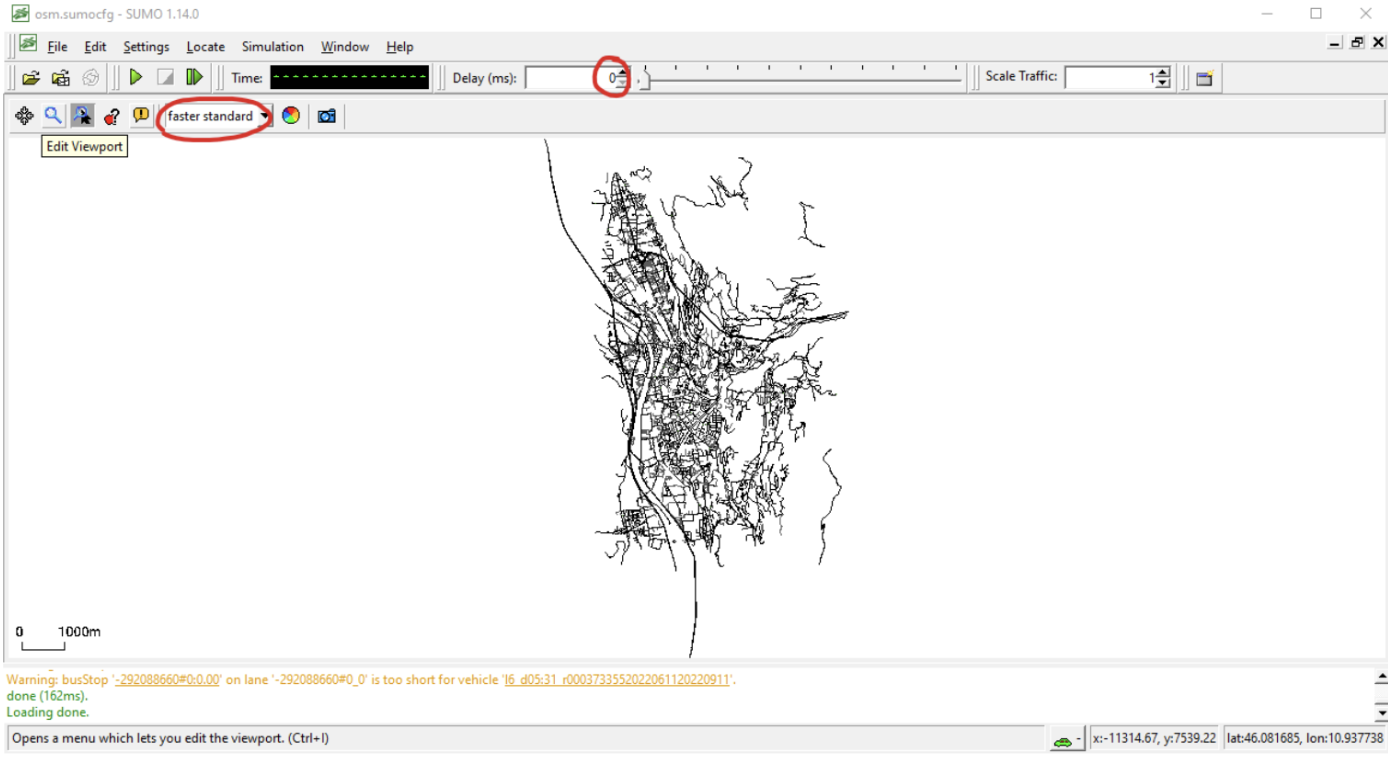 osm.sumocfg - SUMO 1.14.0
File Edit Settings Locate Simulation Window Help
Time: Delay (ms): 0 Scale Traffic: 1
faster standard
Edit Viewport
0 1000m
Warning: busStop '-292088660#0:0.00' on lane '-292088660#0_0' is too short for vehicle 'l6_d05:31_r0003733552022061120220911'.
done (162ms).
Loading done.
Opens a menu which lets you edit the viewport. (Ctrl+I) x:-11314.67, y:7539.22 lat:46.081685, lon:10.937738